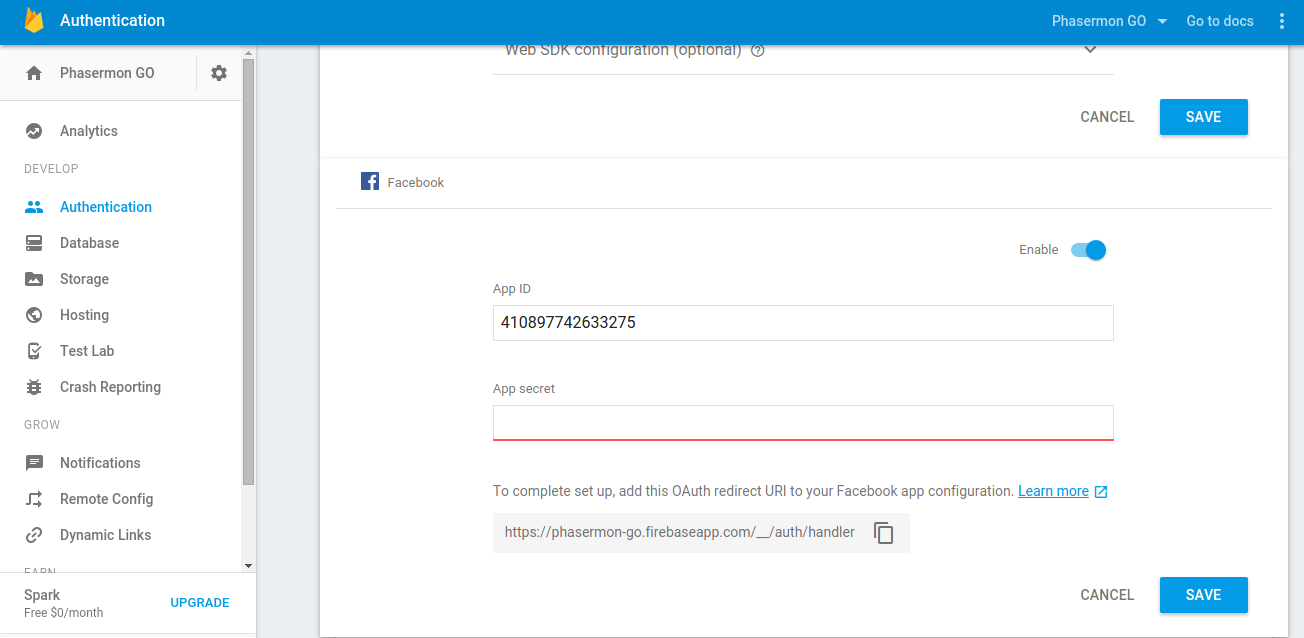 Authentication
Phasermon GO
Go to docs
Phasermon GO
Analytics
DEVELOP
Authentication
Database
Storage
Hosting
Test Lab
Crash Reporting
GROW
Notifications
Remote Config
Dynamic Links
EARN
Spark
Free $0/month
UPGRADE
Web SDK configuration (optional) ?
CANCEL SAVE
f Facebook
Enable
App ID
410897742633275
App secret
To complete set up, add this OAuth redirect URI to your Facebook app configuration. Learn more
https://phasermon-go.firebaseapp.com/__/auth/handler
CANCEL SAVE